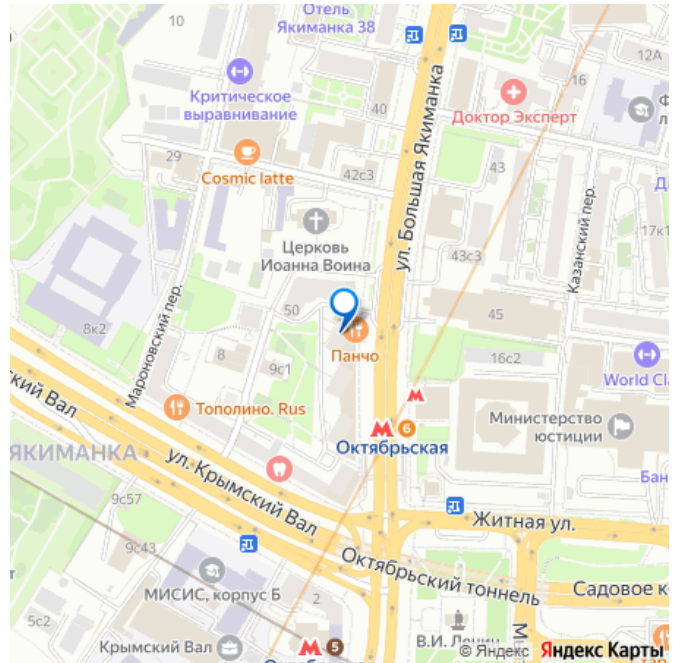 Отель
Якиманка 38
10
12А
16
Критическое
выравнивание
40
Доктор Эксперт
29
Cosmic latte
42с3
43
ул. Большая Якиманка
Казанский пер.
17к1
Церковь
Иоанна Воина
43с3
50
45
8к2
Мароновский пер.
8
9с1
Панчо
16с2
World Cla
Тополино. Rus
6
Октябрьская
Министерство
юстиции
ский Вал
ЯКИМАНКА
ул. Крымский Вал
Бан
9с57
Житная ул.
9с43
Октябрьский тоннель
МИСИС, корпус Б
Садовое к
5с2
2
Крымский Вал
5
В.И. Ленин
© Яндекс Яндекс Карты